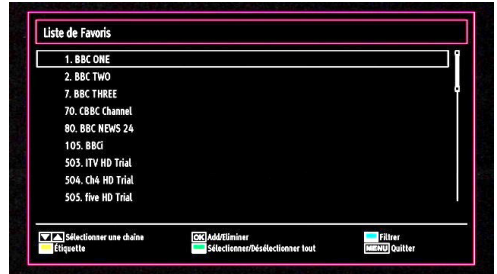 Liste de Favoris
1. BBC ONE
2. BBC TWO
7. BBC THREE
70. CBBC Channel
80. BBC NEWS 24
105. BBCi
503. ITV HD Trial
504. Ch4 HD Trial
505. five HD Trial
Sélectionner une chaine OK Add/Eliminer Filtrer
Étiquette Sélectionner/Désélectionner tout MENU Quitter